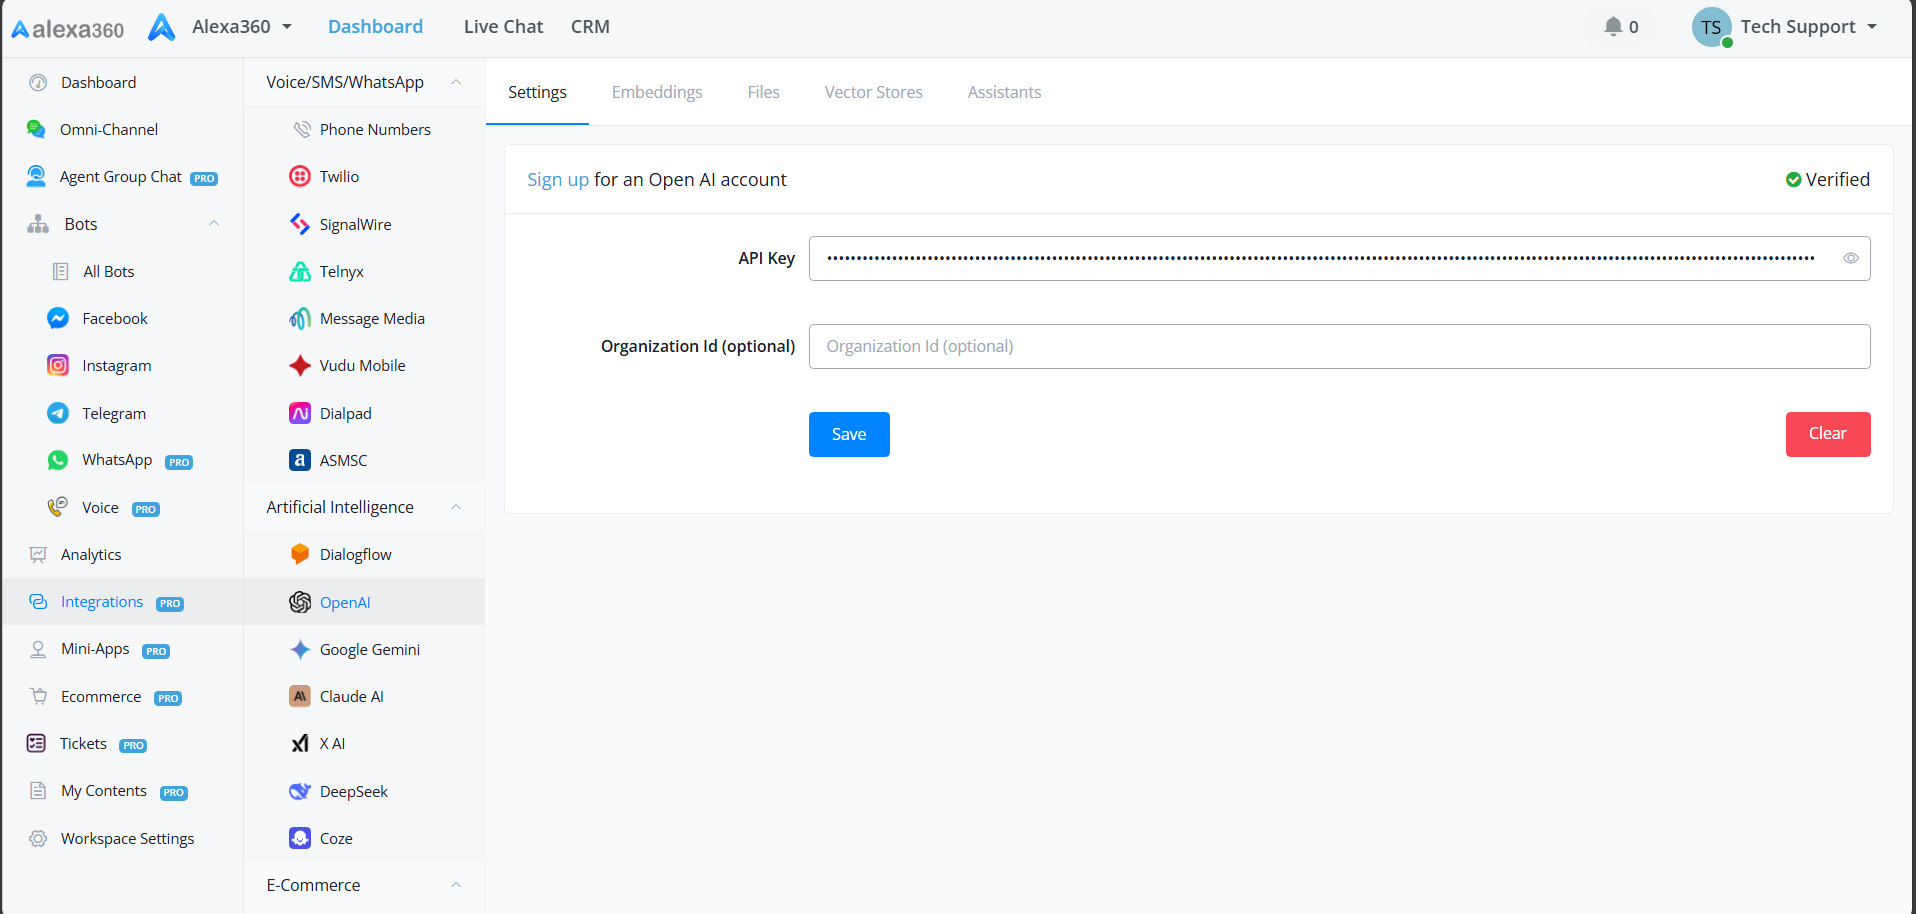 alexa360
Alexa360
Dashboard
Live Chat
CRM
0
TS
Tech Support
Dashboard
Omni-Channel
Agent Group Chat PRO
Bots
All Bots
Facebook
Instagram
Telegram
WhatsApp PRO
Voice PRO
Analytics
Integrations PRO
Mini-Apps PRO
Ecommerce PRO
Tickets PRO
My Contents PRO
Workspace Settings
Voice/SMS/WhatsApp
Phone Numbers
Twilio
SignalWire
Telnyx
Message Media
Vudu Mobile
Dialpad
ASMSC
Artificial Intelligence
Dialogflow
OpenAI
Google Gemini
Claude AI
X AI
DeepSeek
Coze
E-Commerce
Settings
Embeddings
Files
Vector Stores
Assistants
Sign up for an Open AI account
Verified
API Key
Organization Id (optional)
Organization Id (optional)
Save
Clear